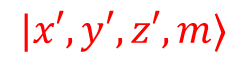 |x′, y′, z′, m⟩